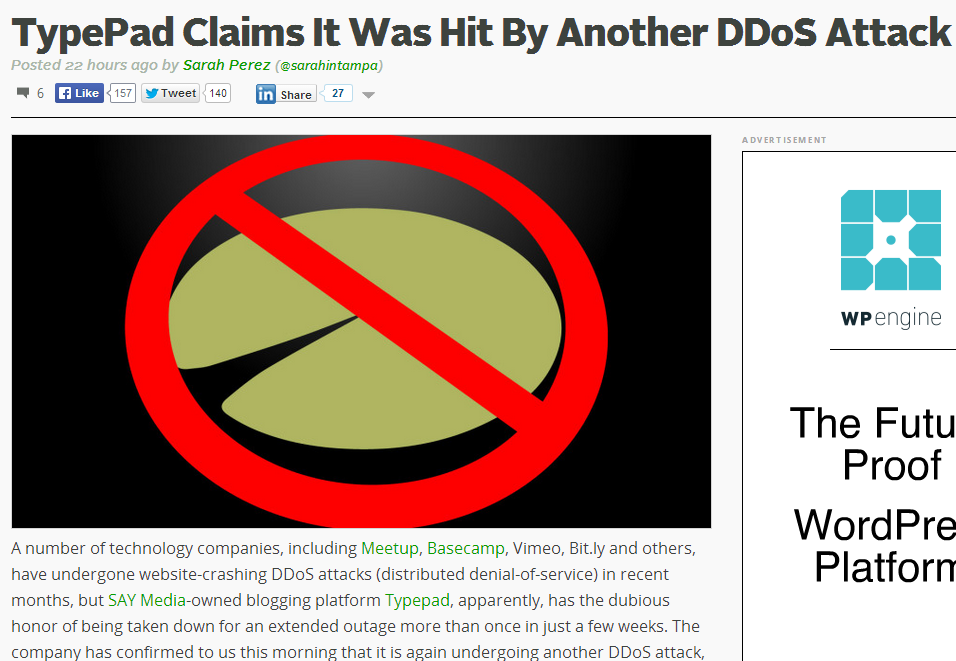 TypePad Claims It Was Hit By Another DDoS Attack
Posted 22 hours ago by Sarah Perez (@sarahintampa)
6 Like 157 Tweet 140 in Share 27
ADVERTISEMENT
WP engine
The Futu
Proof
WordPre
Platform
A number of technology companies, including Meetup, Basecamp, Vimeo, Bit.ly and others,
have undergone website-crashing DDoS attacks (distributed denial-of-service) in recent
months, but SAY Media-owned blogging platform Typepad, apparently, has the dubious
honor of being taken down for an extended outage more than once in just a few weeks. The
company has confirmed to us this morning that it is again undergoing another DDoS attack,